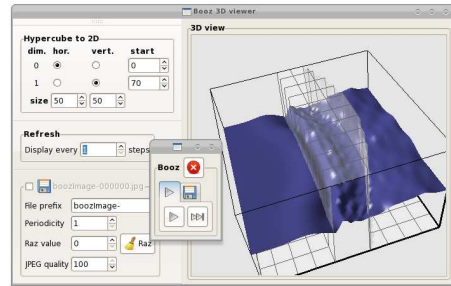 Booz 3D viewer
Hypercube to 2D
dim. hor. vert. start
0 0
1 70
size 50 50
Refresh
Display every 1 steps
boozImage-000000.jpg
File prefix boozImage-
Periodicity 1
Raz value 0 Raz
JPEG quality 100
3D view
Booz